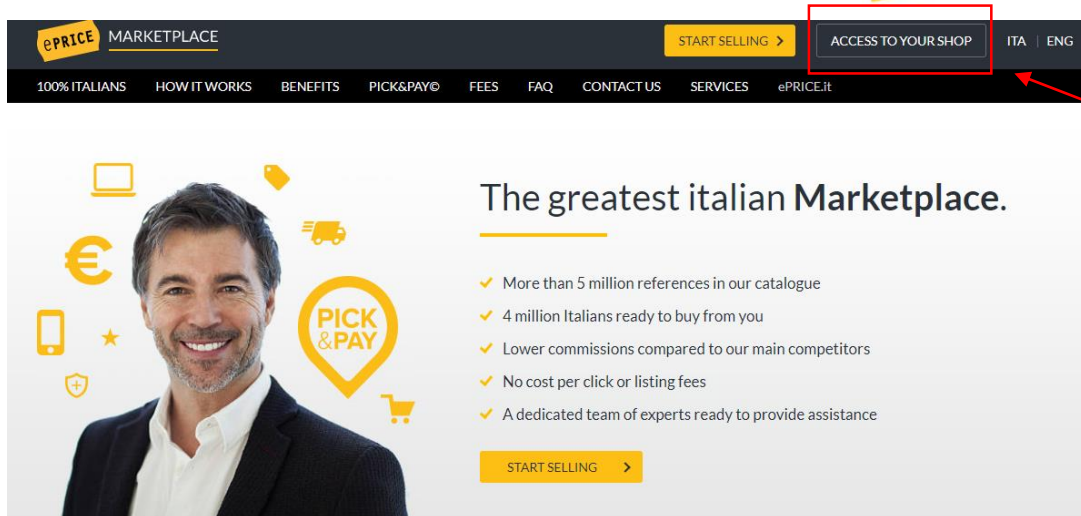 ePRICE MARKETPLACE START SELLING > ACCESS TO YOUR SHOP ITA | ENG
100% ITALIANS HOW IT WORKS BENEFITS PICK&PAY© FEES FAQ CONTACT US SERVICES ePRICE.it
The greatest italian Marketplace.
€
PICK
&PAY
More than 5 million references in our catalogue
4 million Italians ready to buy from you
Lower commissions compared to our main competitors
No cost per click or listing fees
A dedicated team of experts ready to provide assistance
START SELLING >